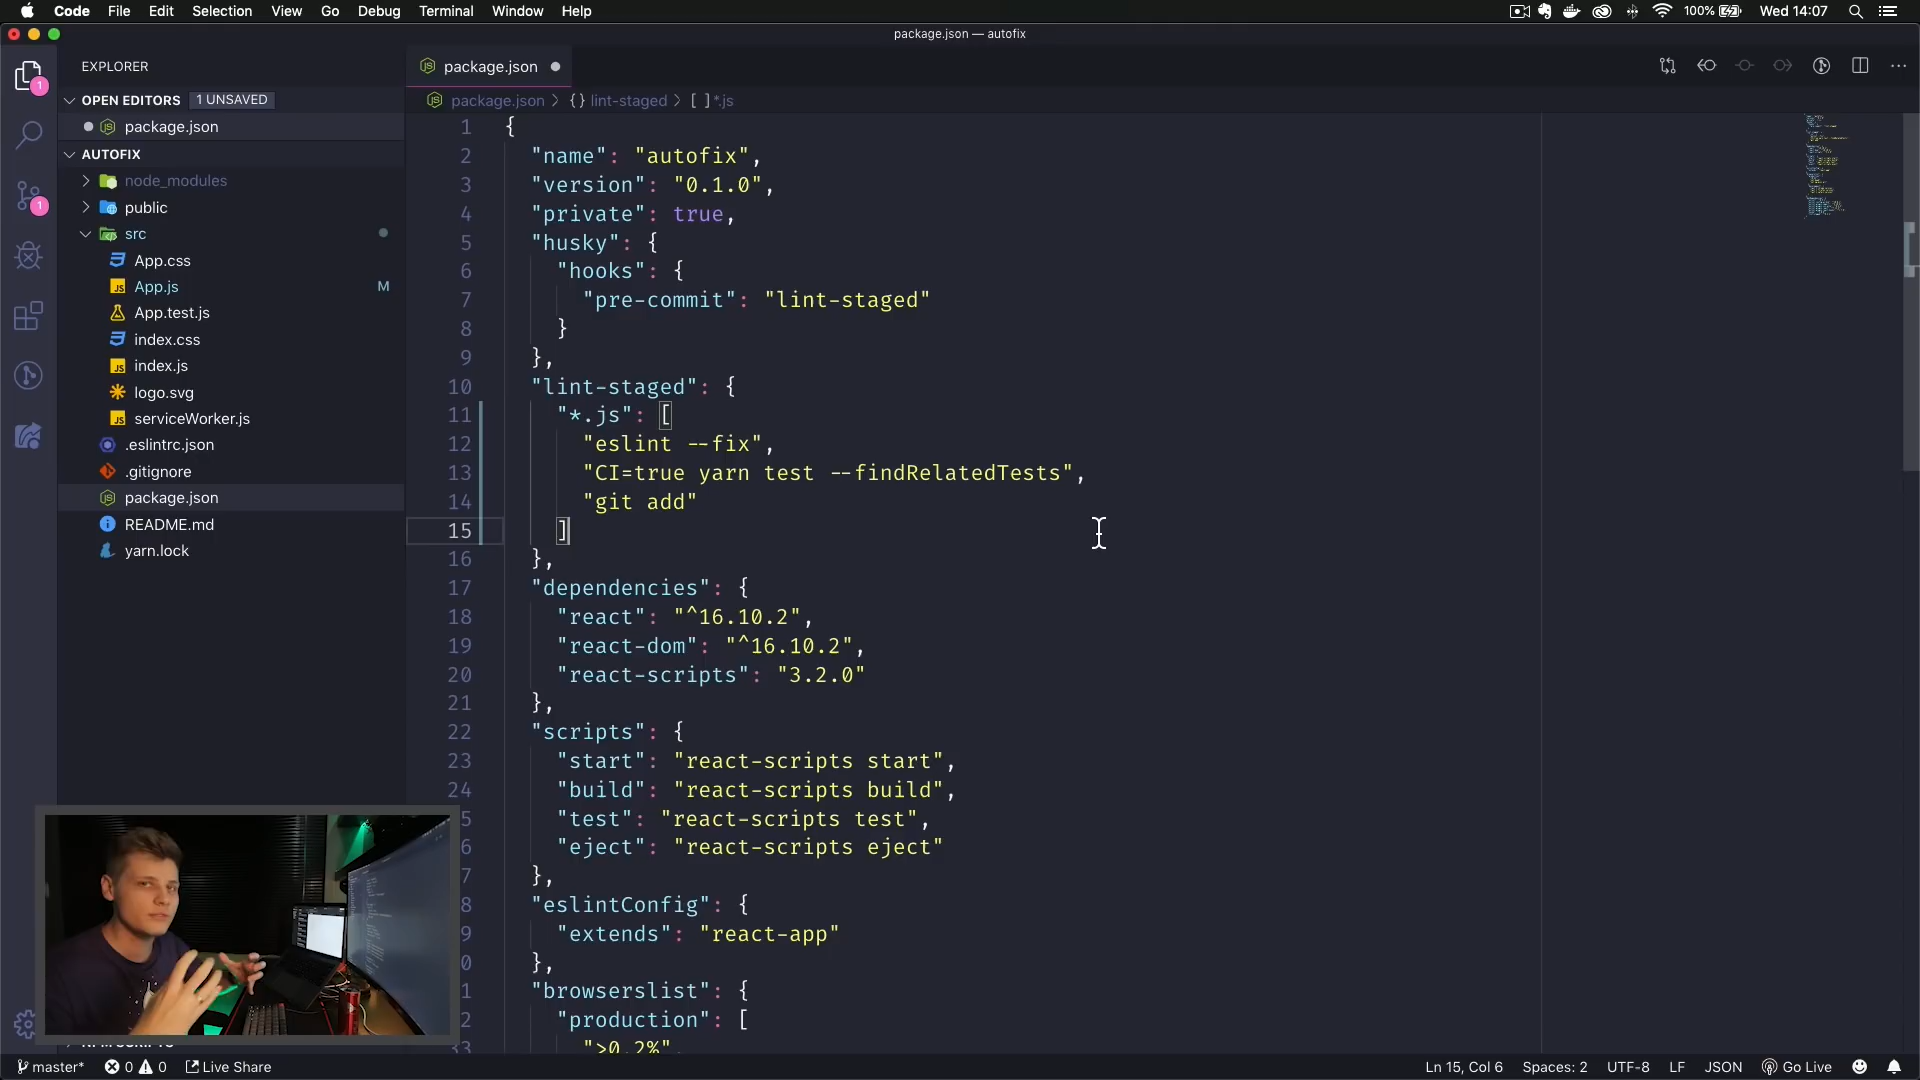 Code File Edit Selection View Go Debug Terminal Window Help 100% Wed 14:07
package.json — autofix
EXPLORER
OPEN EDITORS 1 UNSAVED
package.json
AUTOFIX
node_modules
public
src
App.css
App.js M
App.test.js
index.css
index.js
logo.svg
serviceWorker.js
.eslintrc.json
.gitignore
package.json
README.md
yarn.lock
1
1
package.json
package.json > {} lint-staged > [ ] *.js
1 {
2 "name": "autofix",
3 "version": "0.1.0",
4 "private": true,
5 "husky": {
6 "hooks": {
7 "pre-commit": "lint-staged"
8 }
9 },
10 "lint-staged": {
11 "*.js": [
12 "eslint --fix",
13 "CI=true yarn test --findRelatedTests",
14 "git add"
15 ]
16 },
17 "dependencies": {
18 "react": "^16.10.2",
19 "react-dom": "^16.10.2",
20 "react-scripts": "3.2.0"
21 },
22 "scripts": {
23 "start": "react-scripts start",
24 "build": "react-scripts build",
5 "test": "react-scripts test",
6 "eject": "react-scripts eject"
7 },
8 "eslintConfig": {
9 "extends": "react-app"
0 },
1 "browserslist": {
2 "production": [
33 ">0.2%",
master* 0 0 Live Share Ln 15, Col 6 Spaces: 2 UTF-8 LF JSON Go Live